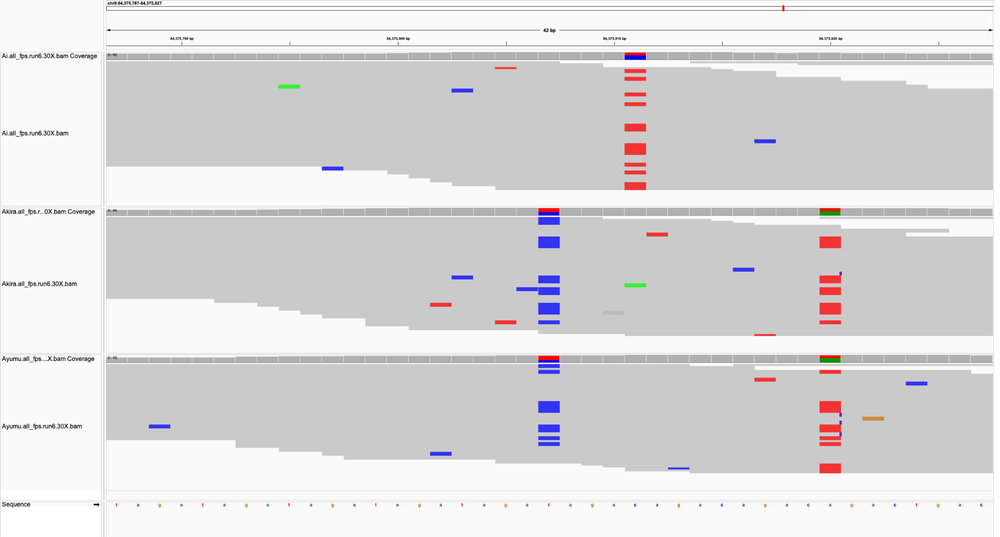 chr9:84,375,787-84,375,827
42 bp
84,375,790 bp 84,375,800 bp 84,375,810 bp 84,375,820 bp
Ai.all_fps.run6.30X.bam Coverage [0 - 66]
Ai.all_fps.run6.30X.bam
Akira.all_fps.r...0X.bam Coverage [0 - 60]
Akira.all_fps.run6.30X.bam
Ayumu.all_fps....X.bam Coverage [0 - 56]
Ayumu.all_fps.run6.30X.bam
Sequence t a g a t a g a t a g a t a g a t a g a t a g a c a g a c a g a c a g a c t g a c